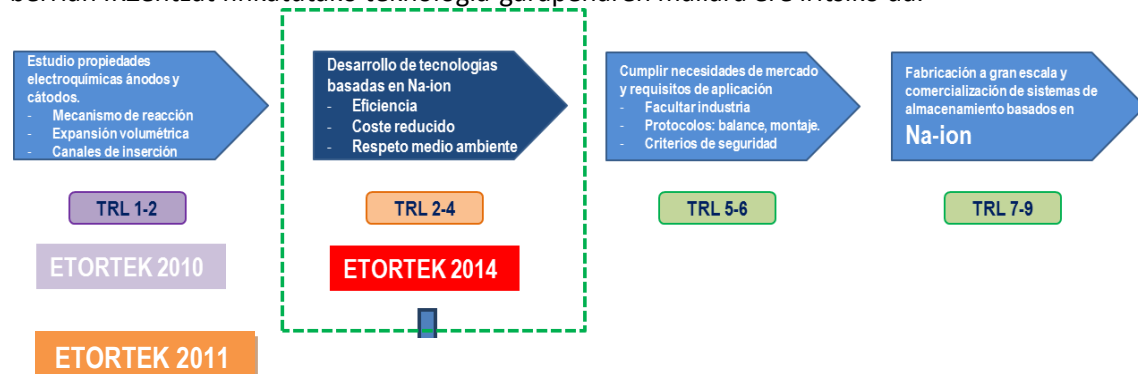 Estudio propiedades
electroquímicas ánodos y
cátodos.
- Mecanismo de reacción
- Expansión volumétrica
- Canales de inserción
Desarrollo de tecnologías
basadas en Na-ion
- Eficiencia
- Coste reducido
- Respeto medio ambiente
Cumplir necesidades de mercado
y requisitos de aplicación
- Facultar industria
- Protocolos: balance, montaje.
- Criterios de seguridad
Fabricación a gran escala y
comercialización de sistemas de
almacenamiento basados en
Na-ion
TRL 1-2
TRL 2-4
TRL 5-6
TRL 7-9
ETORTEK 2010
ETORTEK 2014
ETORTEK 2011